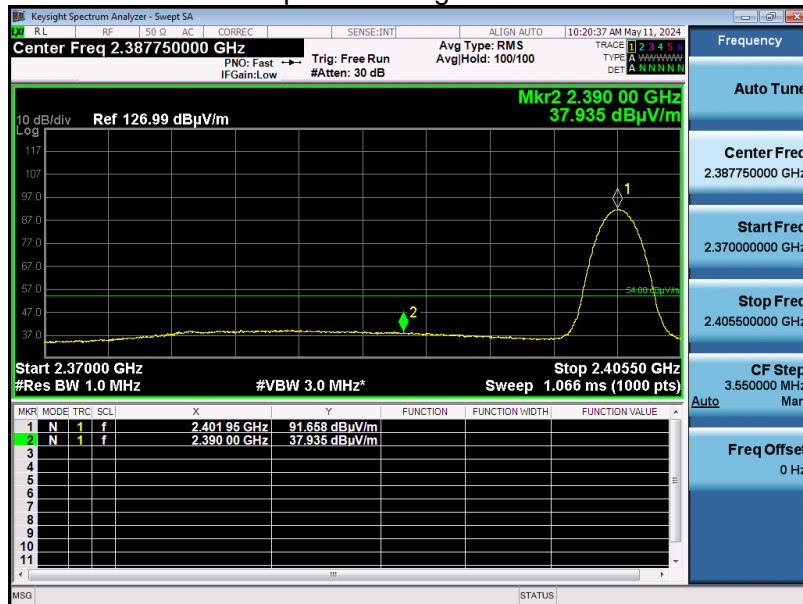 Keysight Spectrum Analyzer - Swept SA
RL RF 50 Ω AC CORREC SENSE:INT ALIGN AUTO 10:20:37 AM May 11, 2024
Center Freq 2.387750000 GHz
PNO: Fast
IFGain:Low
Trig: Free Run
#Atten: 30 dB
Avg Type: RMS
Avg|Hold: 100/100
TRACE 1 2 3 4 5 6
TYPE A WWWWW
DET A N N N N N
Frequency
Auto Tune
Mkr2 2.390 00 GHz
37.935 dBµV/m
10 dB/div Ref 126.99 dBµV/m
Log
117
107
97.0
87.0
77.0
67.0
57.0
47.0
37.0
1
2
54.00 dBµV/m
Start 2.37000 GHz Stop 2.40550 GHz
#Res BW 1.0 MHz #VBW 3.0 MHz* Sweep 1.066 ms (1000 pts)
Center Freq
2.387750000 GHz
Start Freq
2.370000000 GHz
Stop Freq
2.405500000 GHz
CF Step
3.550000 MHz
Auto Man
Freq Offset
0 Hz
MKR MODE TRC SCL X Y FUNCTION FUNCTION WIDTH FUNCTION VALUE
1 N 1 f 2.401 95 GHz 91.658 dBµV/m
2 N 1 f 2.390 00 GHz 37.935 dBµV/m
3
4
5
6
7
8
9
10
11
MSG STATUS